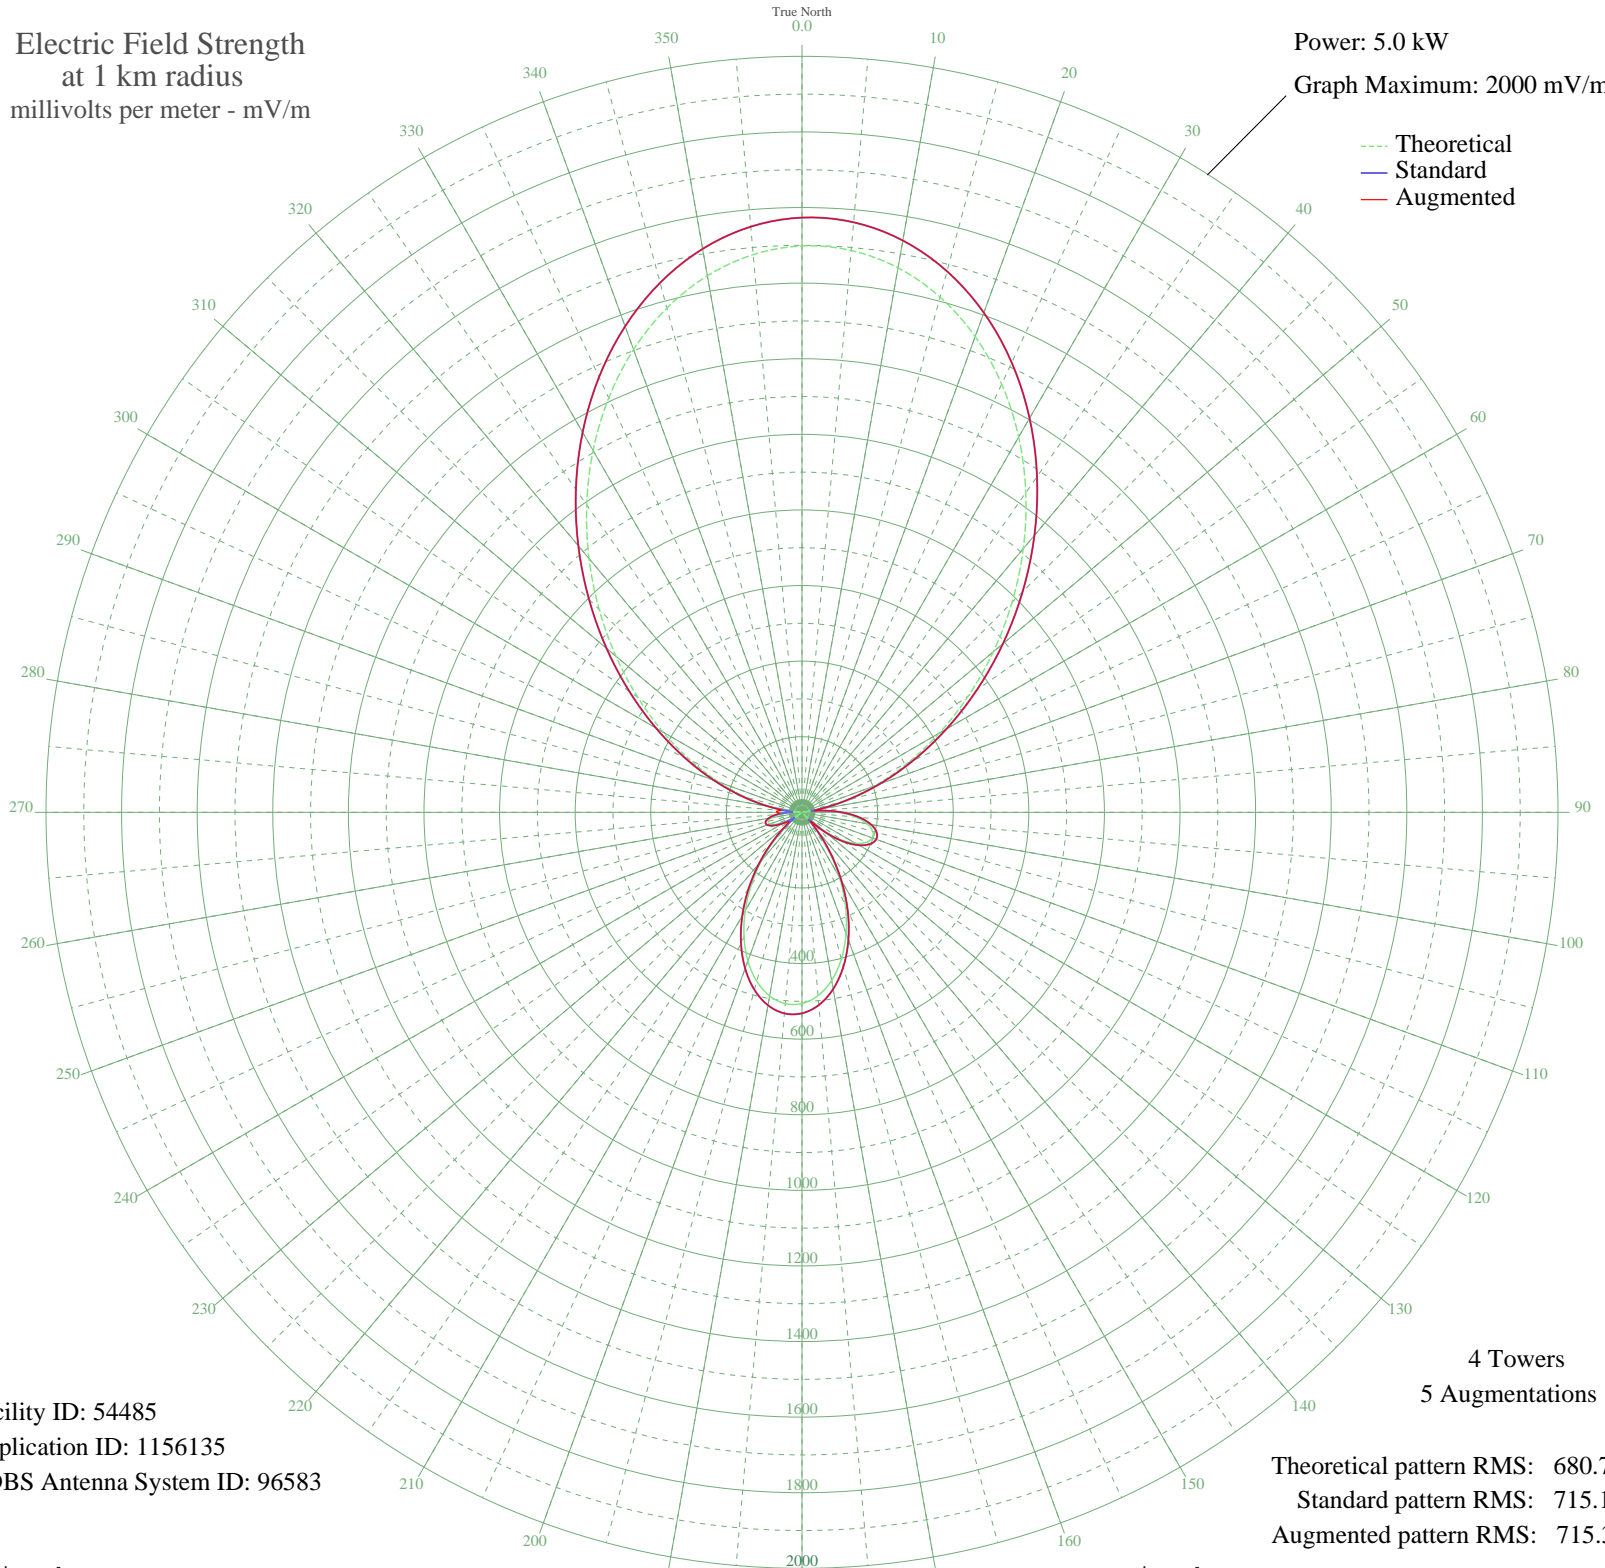 True North
0.0
Electric Field Strength
at 1 km radius
millivolts per meter - mV/m
Power: 5.0 kW
Graph Maximum: 2000 mV/m
Theoretical
Standard
Augmented
10
20
30
40
50
60
70
80
90
100
110
120
130
140
150
160
200
210
220
230
240
250
260
270
280
290
300
310
320
330
340
350
400
600
800
1000
1200
1400
1600
1800
2000
4 Towers
5 Augmentations
cility ID: 54485
plication ID: 1156135
DBS Antenna System ID: 96583
Theoretical pattern RMS: 680.7
Standard pattern RMS: 715.1
Augmented pattern RMS: 715.3